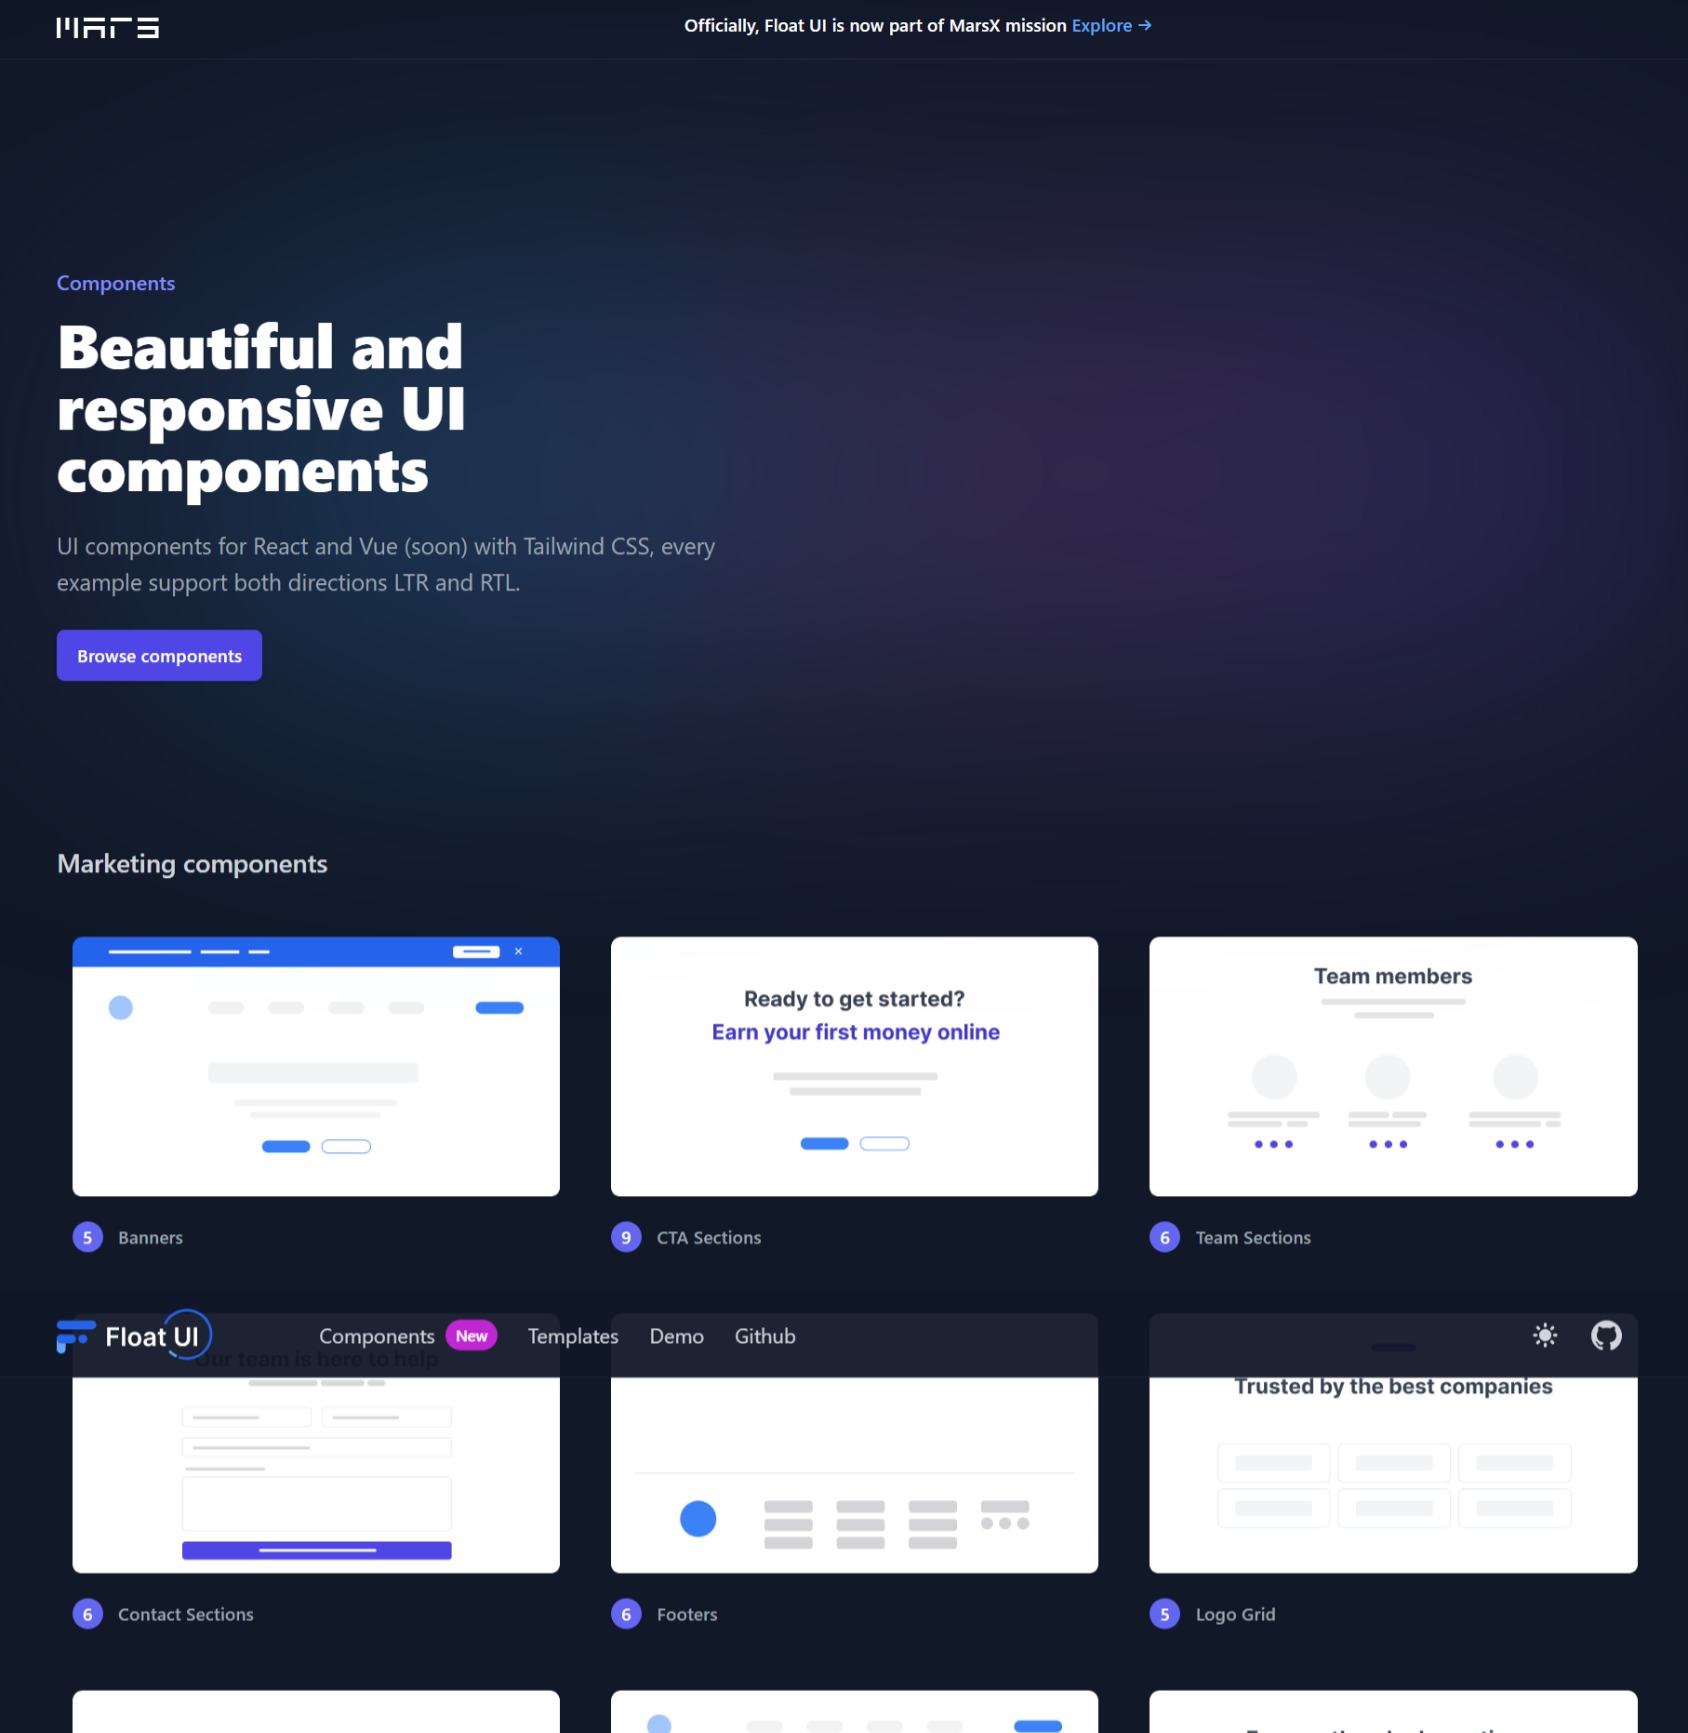 MARS
Officially, Float UI is now part of MarsX mission Explore →
Components
Beautiful and
responsive UI
components
UI components for React and Vue (soon) with Tailwind CSS, every
example support both directions LTR and RTL.
Browse components
Marketing components
Ready to get started?
Earn your first money online
Team members
5 Banners
9 CTA Sections
6 Team Sections
Float UI
Components New Templates Demo Github
Our team is here to help
Trusted by the best companies
6 Contact Sections
6 Footers
5 Logo Grid